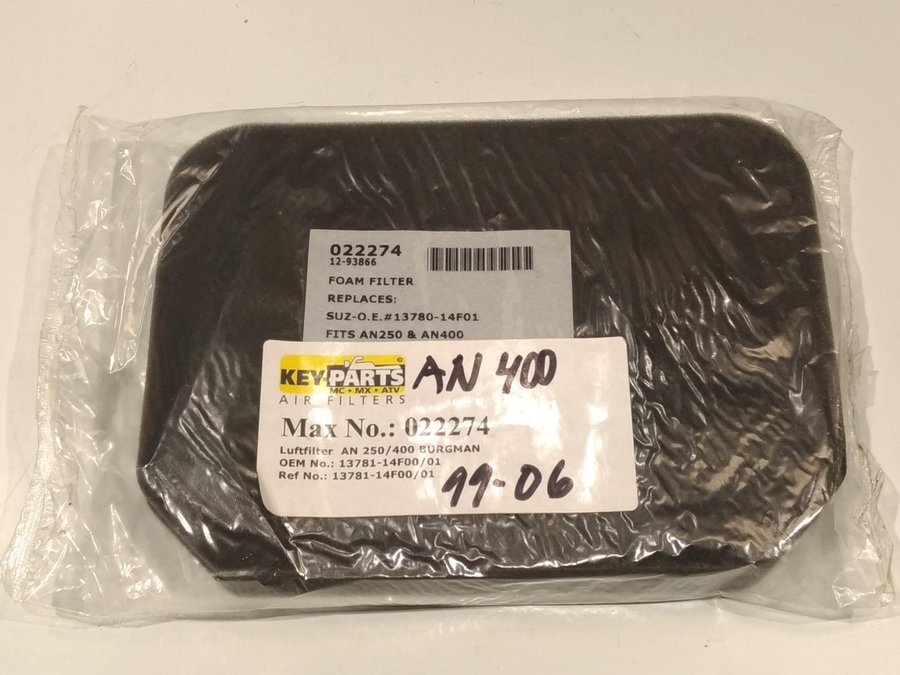 022274
12-93866
FOAM FILTER
REPLACES:
SUZ-O.E.#13780-14F01
FITS AN250 & AN400
KEV-PARTS ©
MC • MX • ATV
AIR FILTERS
AN 400
Max No.: 022274
Luftfilter AN 250/400 BURGMAN
OEM No.: 13781-14F00/01
Ref No.: 13781-14F00/01
99-06